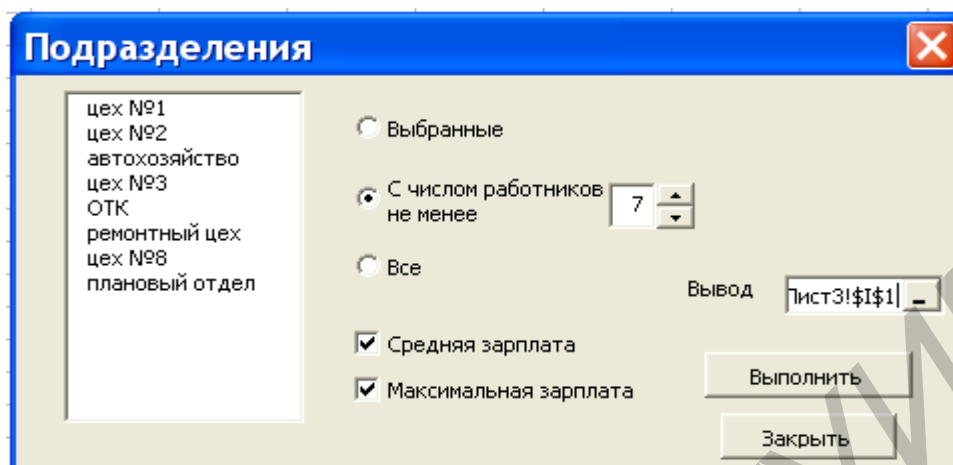 Подразделения
цех №1
цех №2
автохозяйство
цех №3
ОТК
ремонтный цех
цех №8
плановый отдел
Выбранные
С числом работников
не менее
7
Все
Вывод
Лист3!$I$1
Средняя зарплата
Максимальная зарплата
Выполнить
Закрыть